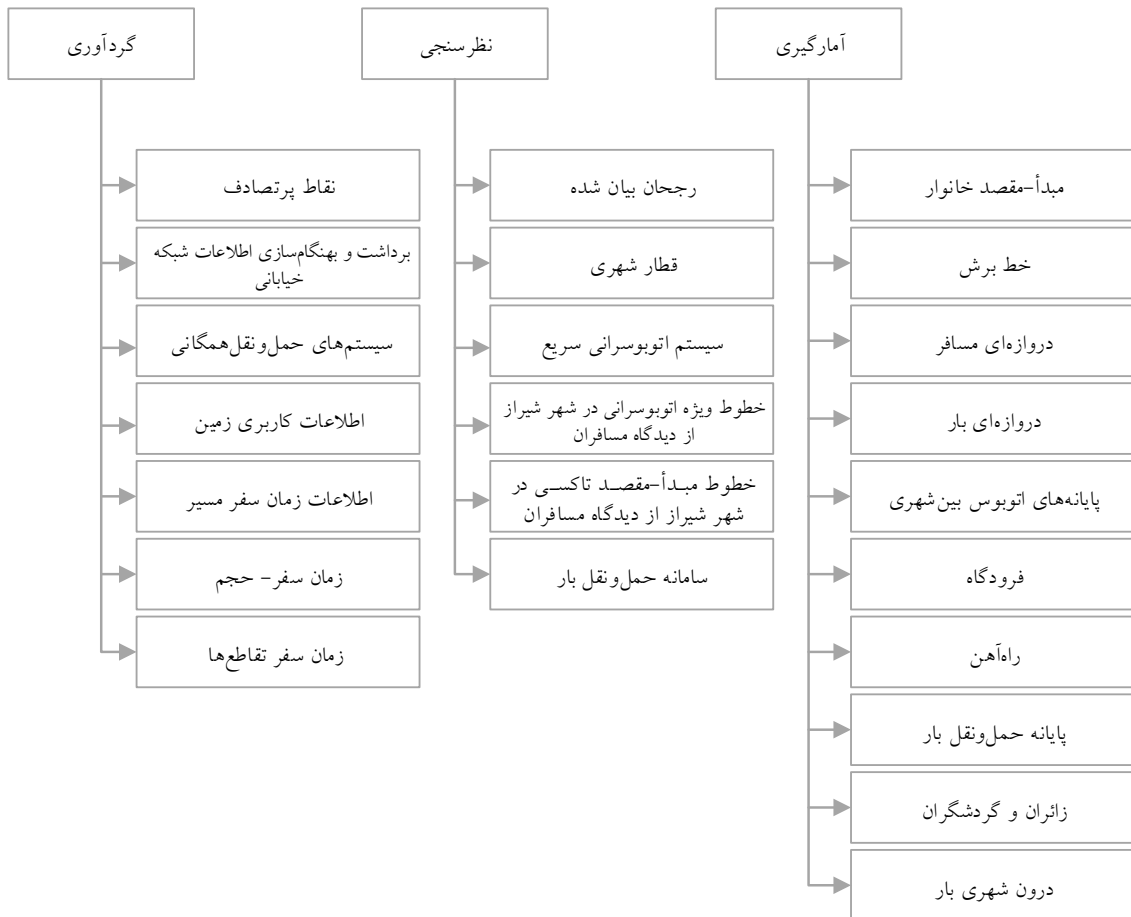 آمارگیری
مبدأ-مقصد خانوار
خط برش
دروازه‌ای مسافر
دروازه‌ای بار
پایانه‌های اتوبوس بین‌شهری
فرودگاه
راه‌آهن
پایانه حمل‌ونقل بار
زائران و گردشگران
درون شهری بار
نظرسنجی
رجحان بیان شده
قطار شهری
سیستم اتوبوسرانی سریع
خطوط ویژه اتوبوسرانی در شهر شیراز
از دیدگاه مسافران
خطوط مبـدأ-مقصـد تاکسـی در
شهر شیراز از دیدگاه مسافران
سامانه حمل‌ونقل بار
گردآوری
نقاط پرتصادف
برداشت و بهنگام‌سازی اطلاعات شبکه
خیابانی
سیستم‌های حمل‌ونقل‌همگانی
اطلاعات کاربری زمین
اطلاعات زمان سفر مسیر
زمان سفر- حجم
زمان سفر تقاطع‌ها